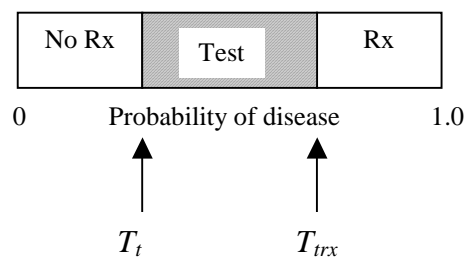 No Rx Test Rx
0 Probability of disease 1.0
Tt Ttrx